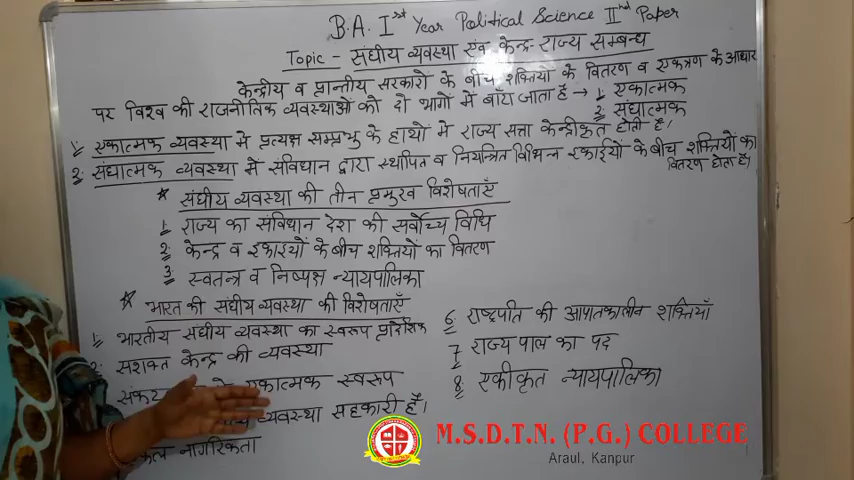 B.A. Ist Year Political Science IInd Paper
Topic - संघीय व्यवस्था एवं केन्द्र-राज्य सम्बन्ध
केन्द्रीय व प्रान्तीय सरकारों के बीच शक्तियों के वितरण व एकत्रण के आधार
पर विश्व की राजनीतिक व्यवस्थाओं को दो भागों में बाँटा जाता है → 1. एकात्मक
2. संघात्मक
1. एकात्मक व्यवस्था में प्रत्यक्ष सम्प्रभु के हाथों में राज्य सत्ता केन्द्रीकृत होती है।
2. संघात्मक व्यवस्था में संविधान द्वारा स्थापित व नियन्त्रित विभिन्न इकाईयों के बीच शक्तियों का
वितरण होता है।
* संघीय व्यवस्था की तीन प्रमुख विशेषताएँ
1. राज्य का संविधान देश की सर्वोच्च विधि
2. केन्द्र व इकाइयों के बीच शक्तियों का वितरण
3. स्वतन्त्र व निष्पक्ष न्यायपालिका
* भारत की संघीय व्यवस्था की विशेषताएँ
1. भारतीय संघीय व्यवस्था का स्वरूप प्रादेशिक
2. सशक्त केन्द्र की व्यवस्था
एकात्मक स्वरूप
व्यवस्था सहकारी है।
नागरिकता
6. राष्ट्रपति की आपातकालीन शक्तियाँ
7. राज्य पाल का पद
8. एकीकृत न्यायपालिका
M.S.D.T.N. (P.G.) COLLEGE
Araul, Kanpur